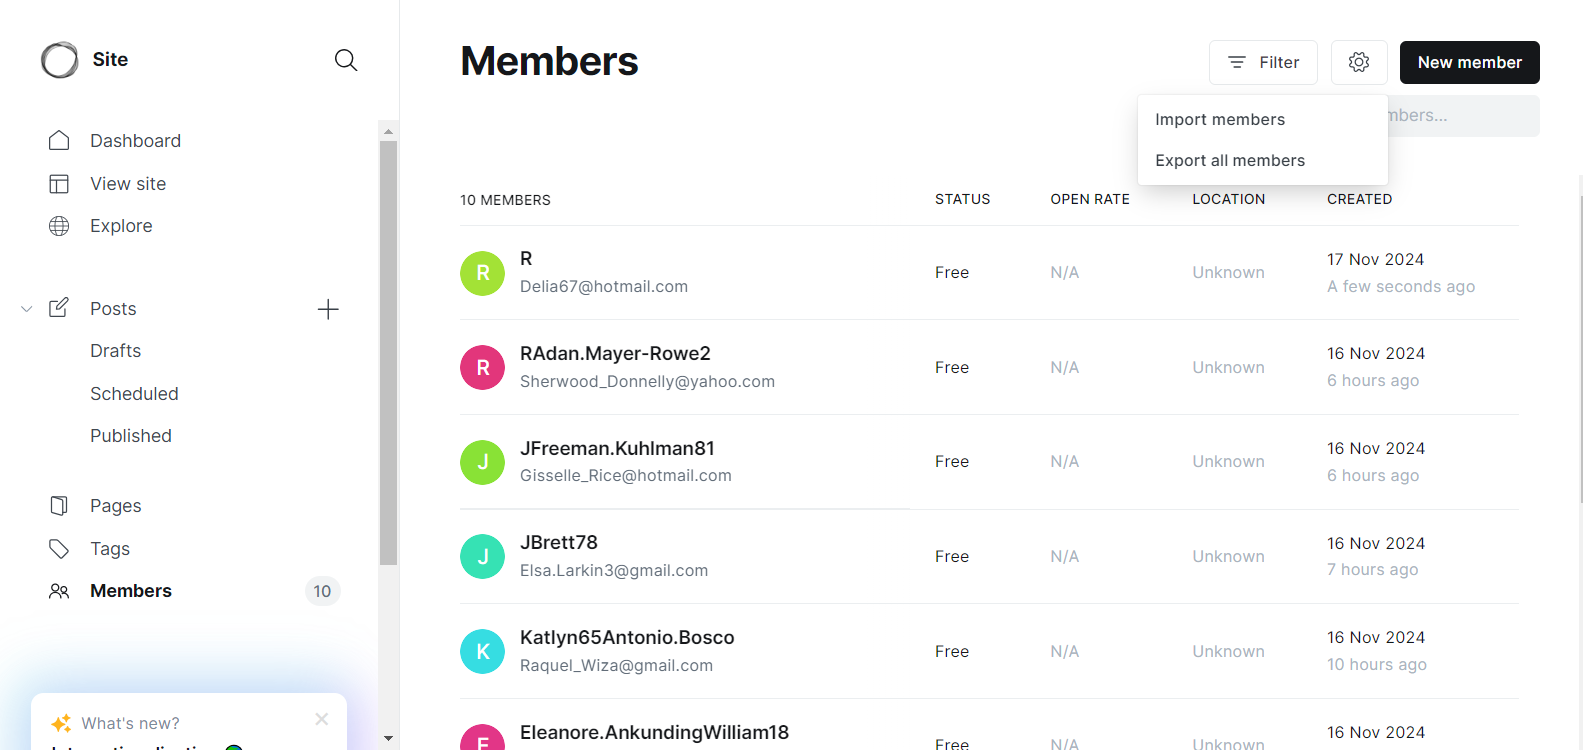 Site
Dashboard
View site
Explore
Posts
Drafts
Scheduled
Published
Pages
Tags
Members 10
What's new?
Members
Filter
New member
Import members
Export all members
10 MEMBERS STATUS OPEN RATE LOCATION CREATED
R R Free N/A Unknown 17 Nov 2024
Delia67@hotmail.com A few seconds ago
R RAdan.Mayer-Rowe2 Free N/A Unknown 16 Nov 2024
Sherwood_Donnelly@yahoo.com 6 hours ago
J JFreeman.Kuhlman81 Free N/A Unknown 16 Nov 2024
Gisselle_Rice@hotmail.com 6 hours ago
J JBrett78 Free N/A Unknown 16 Nov 2024
Elsa.Larkin3@gmail.com 7 hours ago
K Katlyn65Antonio.Bosco Free N/A Unknown 16 Nov 2024
Raquel_Wiza@gmail.com 10 hours ago
E Eleanore.AnkundingWilliam18 Free N/A Unknown 16 Nov 2024